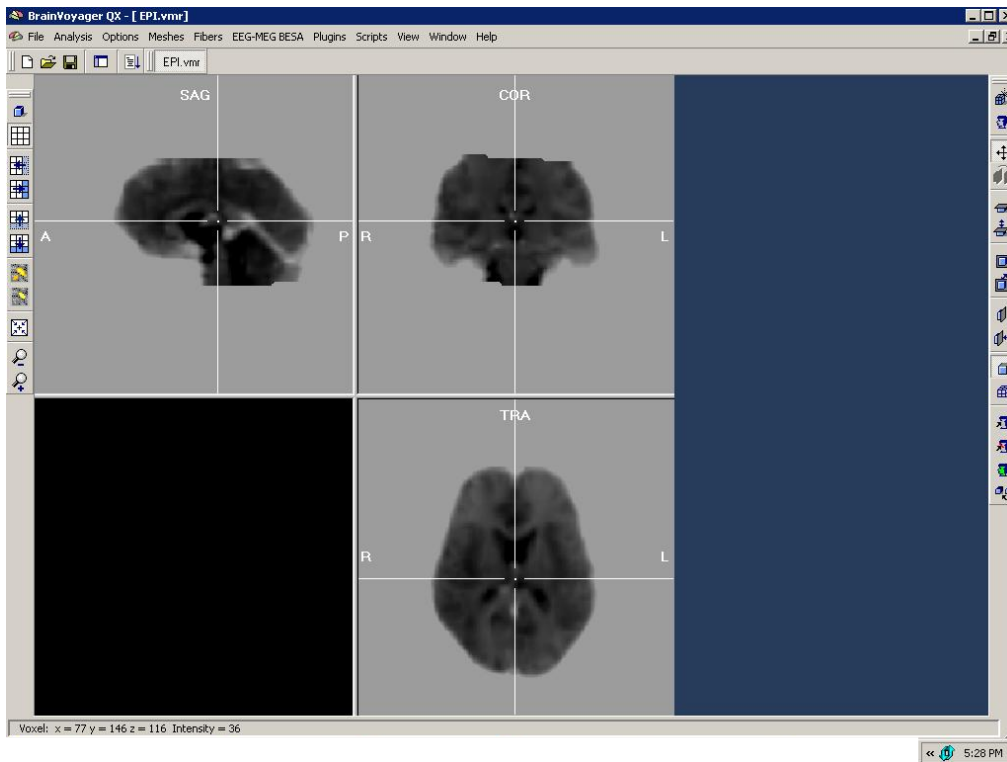 BrainVoyager QX - [ EPI.vmr]
File Analysis Options Meshes Fibers EEG-MEG BESA Plugins Scripts View Window Help
EPI.vmr
SAG COR
A P R L
TRA
R L
Voxel: x = 77 y = 146 z = 116 Intensity = 36
« 5:28 PM